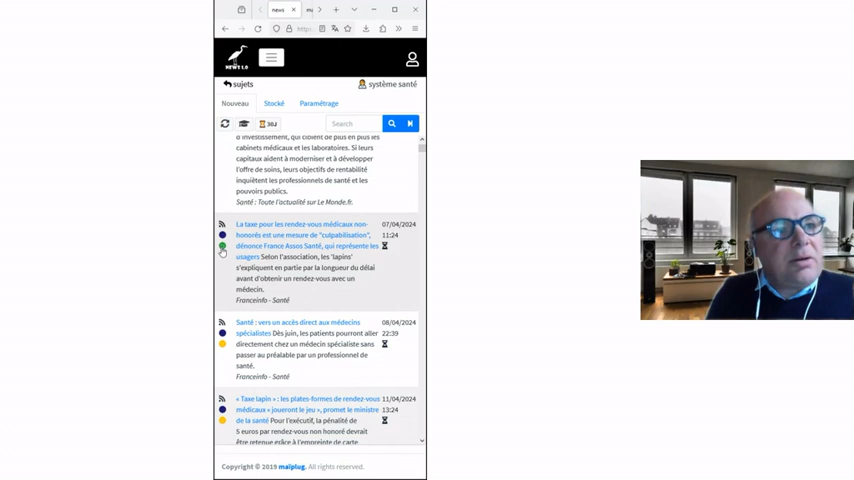 news
NEWS 1.0
sujets
système santé
Nouveau
Stocké
Paramétrage
30J
Search
d'investissement, qui ciblent de plus en plus les
cabinets médicaux et les laboratoires. Si leurs
capitaux aident à moderniser et à développer
l'offre de soins, leurs objectifs de rentabilité
inquiètent les professionnels de santé et les
pouvoirs publics.
Santé : Toute l'actualité sur Le Monde.fr.
La taxe pour les rendez-vous médicaux non-
07/04/2024
honorés est une mesure de "culpabilisation",
11:24
dénonce France Assos Santé, qui représente les
usagers Selon l'association, les 'lapins'
s'expliquent en partie par la longueur du délai
avant d'obtenir un rendez-vous avec un
médecin.
Franceinfo - Santé
Santé : vers un accès direct aux médecins
08/04/2024
spécialistes Dès juin, les patients pourront aller
22:39
directement chez un médecin spécialiste sans
passer au préalable par un professionnel de
santé.
Franceinfo - Santé
« Taxe lapin » : les plates-formes de rendez-vous
11/04/2024
médicaux « joueront le jeu », promet le ministre
13:24
de la santé Pour l'exécutif, la pénalité de
5 euros par rendez-vous non honoré devrait
être retenue grâce à l'empreinte de carte
Copyright © 2019 maïplug. All rights reserved.